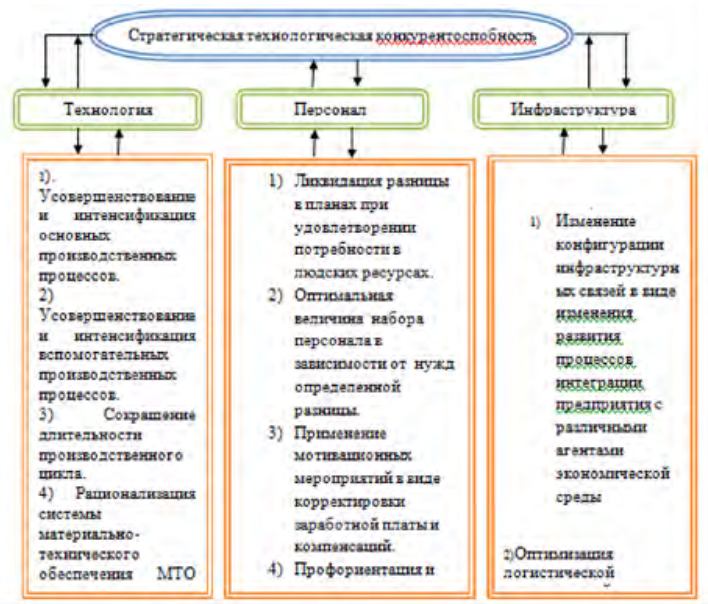 Стратегическая технологическая конкурентоспобность
Технология
Персонал
Инфраструктура
1).
Усовершенствование
и интенсификация
основных
производственных
процессов.
2)
Усовершенствование
и интенсификация
вспомогательных
производственных
процессов.
3) Сокращение
длительности
производственного
цикла.
4) Рационализация
системы
материально-
технического
обеспечения МТО
1) Ликвидация разницы
в планах при
удовлетворении
потребности в
людских ресурсах.
2) Оптимальная
величина набора
персонала в
зависимости от нужд
определенной
разницы.
3) Применение
мотивационных
мероприятий в виде
корректировки
заработной платы и
компенсаций.
4) Профориентация и
1) Изменение
конфигурации
инфраструктурн
ых связей в виде
изменения
развития
процессов
интеграции
предприятия с
различными
агентами
экономической
среды
2)Оптимизация
логистической